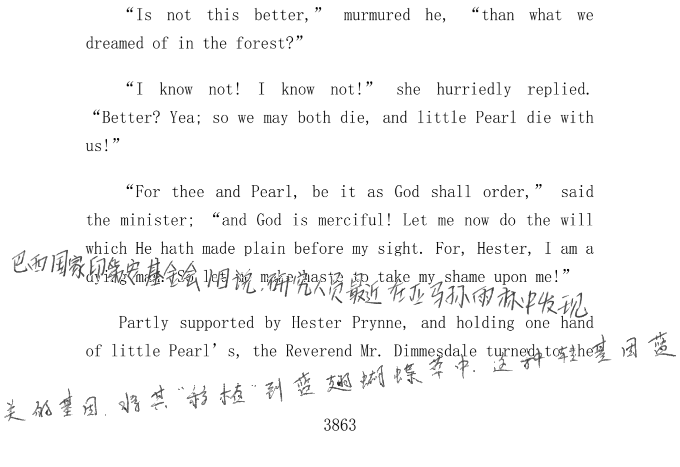 “Is not this better,” murmured he, “than what we
dreamed of in the forest?”
“I know not! I know not!” she hurriedly replied.
“Better? Yea; so we may both die, and little Pearl die with
us!”
“For thee and Pearl, be it as God shall order,” said
the minister; “and God is merciful! Let me now do the will
which He hath made plain before my sight. For, Hester, I am a
巴西国家印第安基金会 日说,研究人员最近在亚马孙雨林中发现
dying man. So let me make haste to take my shame upon me!”
Partly supported by Hester Prynne, and holding one hand
of little Pearl’s, the Reverend Mr. Dimmesdale turned to the
关的基因,将其“移植”到蓝翅蝴蝶草中.这种转基因蓝
3863